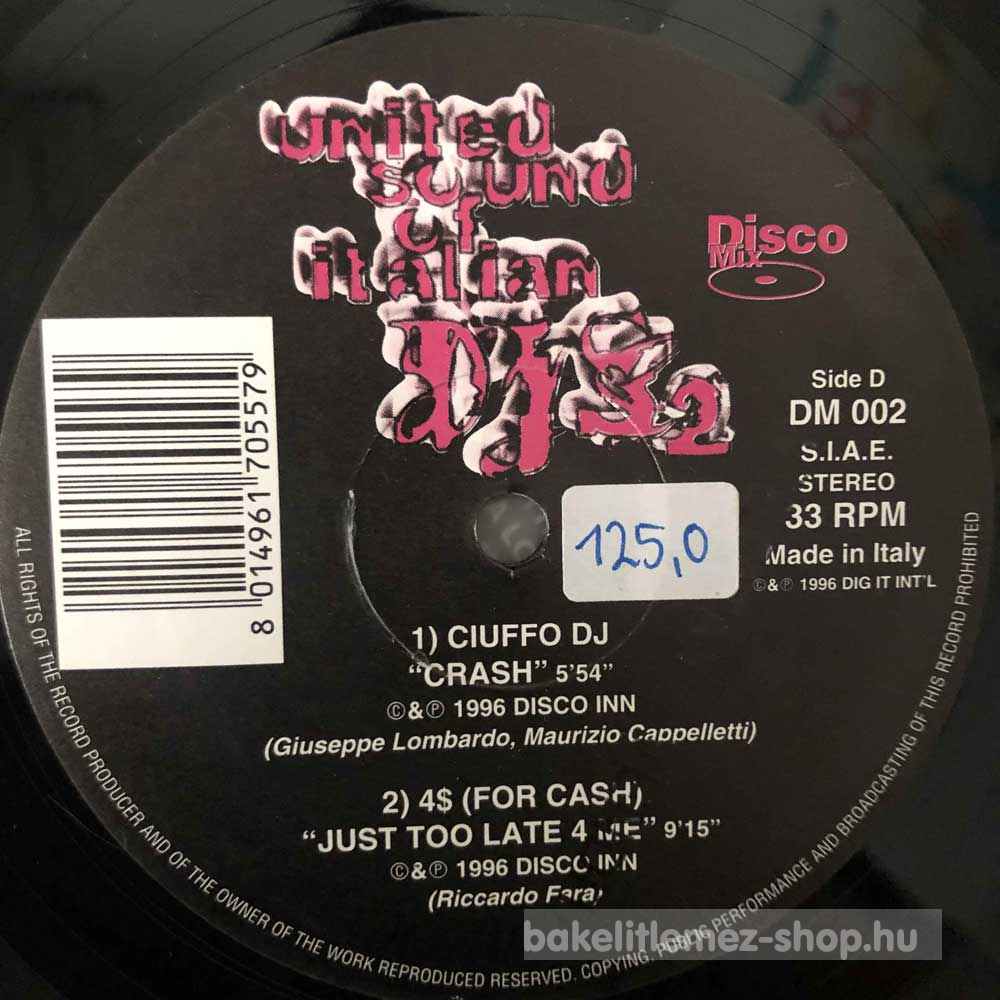 united
sound
of
italian
DJ'S 2
Disco
Mix
Side D
DM 002
S.I.A.E.
STEREO
33 RPM
Made in Italy
©&℗ 1996 DIG IT INT'L
8 014961 705579
125,0
1) CIUFFO DJ
“CRASH” 5'54”
©&℗ 1996 DISCO INN
(Giuseppe Lombardo, Maurizio Cappelletti)
2) 4$ (FOR CASH)
“JUST TOO LATE 4 ME” 9'15”
©&℗ 1996 DISCO INN
(Riccardo Fara)
ALL RIGHTS OF THE RECORD PRODUCER AND OF THE OWNER OF THE WORK REPRODUCED RESERVED. COPYING, PUBLIC PERFORMANCE AND BROADCASTING OF THIS RECORD PROHIBITED
bakelitlemez-shop.hu